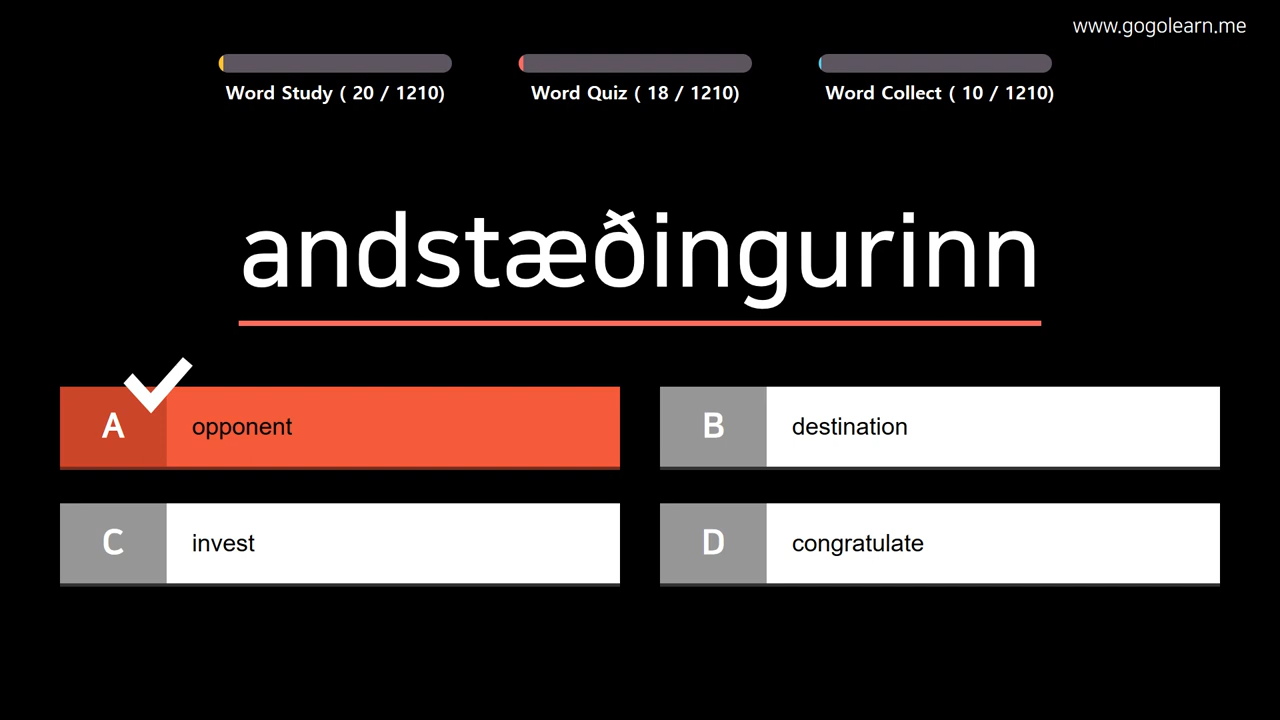 www.gogolearn.me
Word Study ( 20 / 1210)
Word Quiz ( 18 / 1210)
Word Collect ( 10 / 1210)
andstæðingurinn
A opponent
B destination
C invest
D congratulate